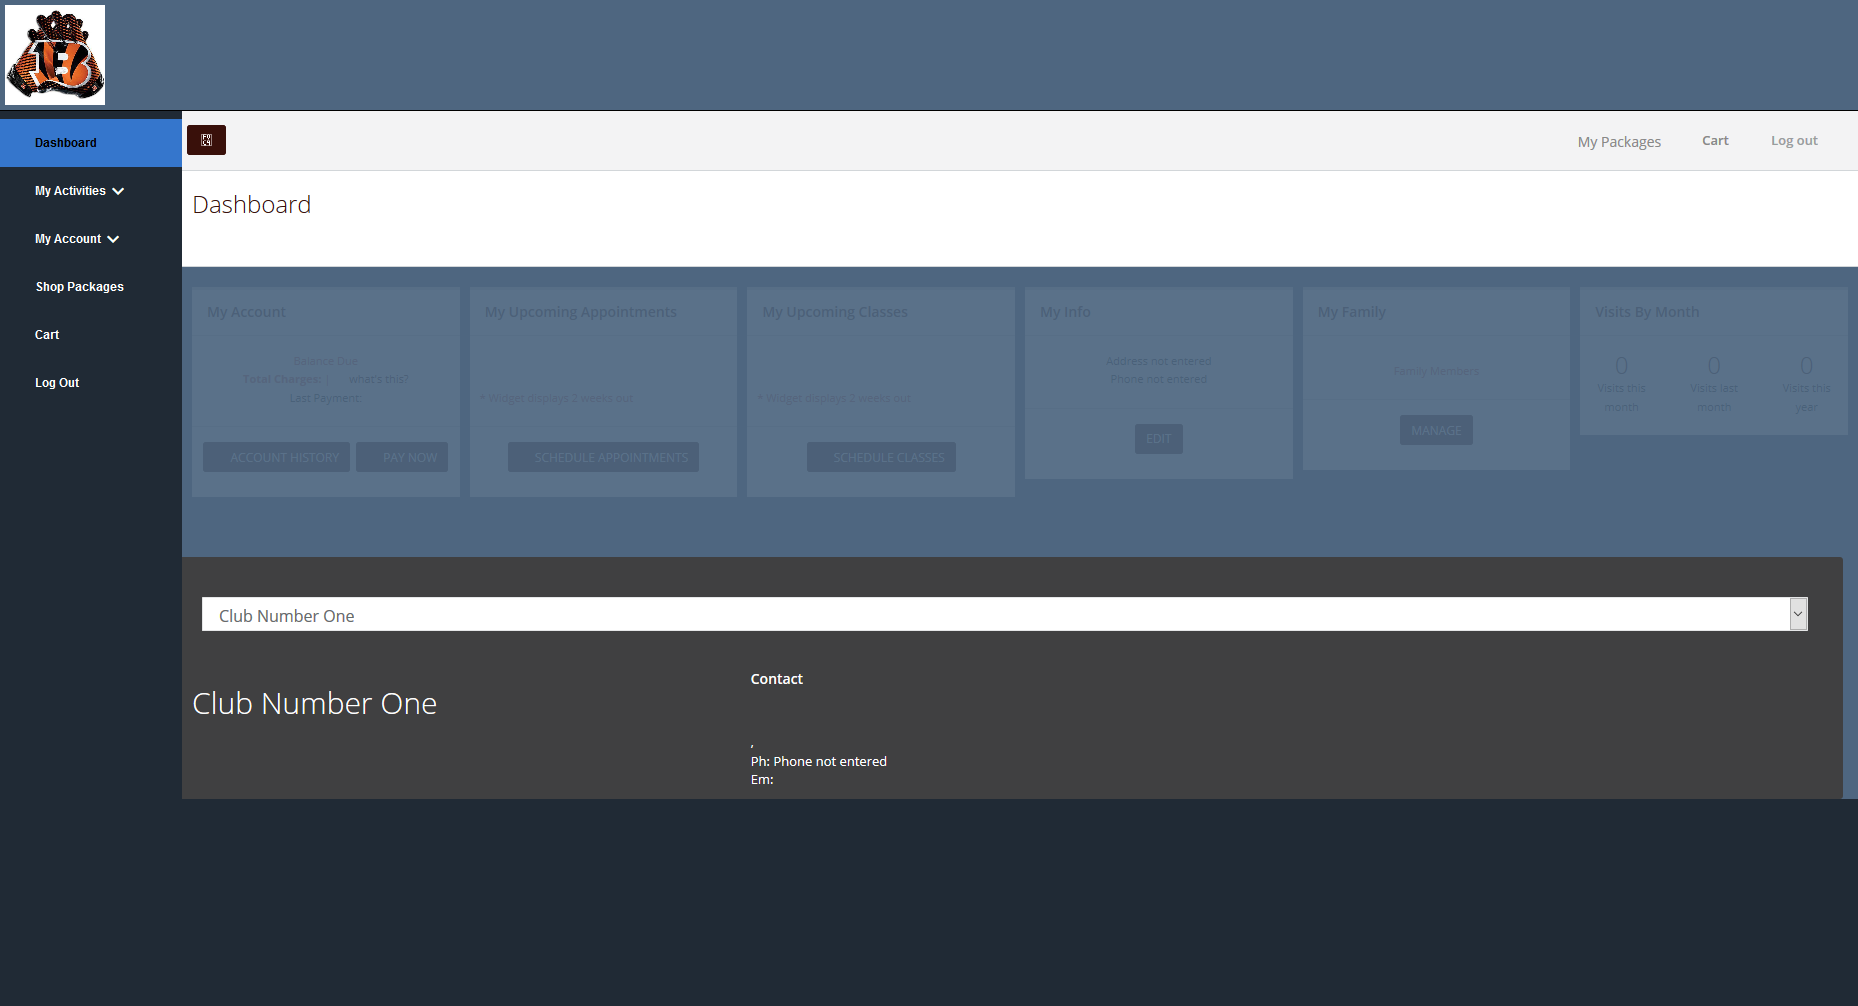 B
Dashboard
My Activities
My Account
Shop Packages
Cart
Log Out
My Packages
Cart
Log out
Dashboard
My Account
Balance Due
Total Charges: |
what's this?
Last Payment:
ACCOUNT HISTORY
PAY NOW
My Upcoming Appointments
* Widget displays 2 weeks out
SCHEDULE APPOINTMENTS
My Upcoming Classes
* Widget displays 2 weeks out
SCHEDULE CLASSES
My Info
Address not entered
Phone not entered
EDIT
My Family
Family Members
MANAGE
Visits By Month
0
Visits this
month
0
Visits last
month
0
Visits this
year
Club Number One
Club Number One
Contact
,
Ph: Phone not entered
Em: